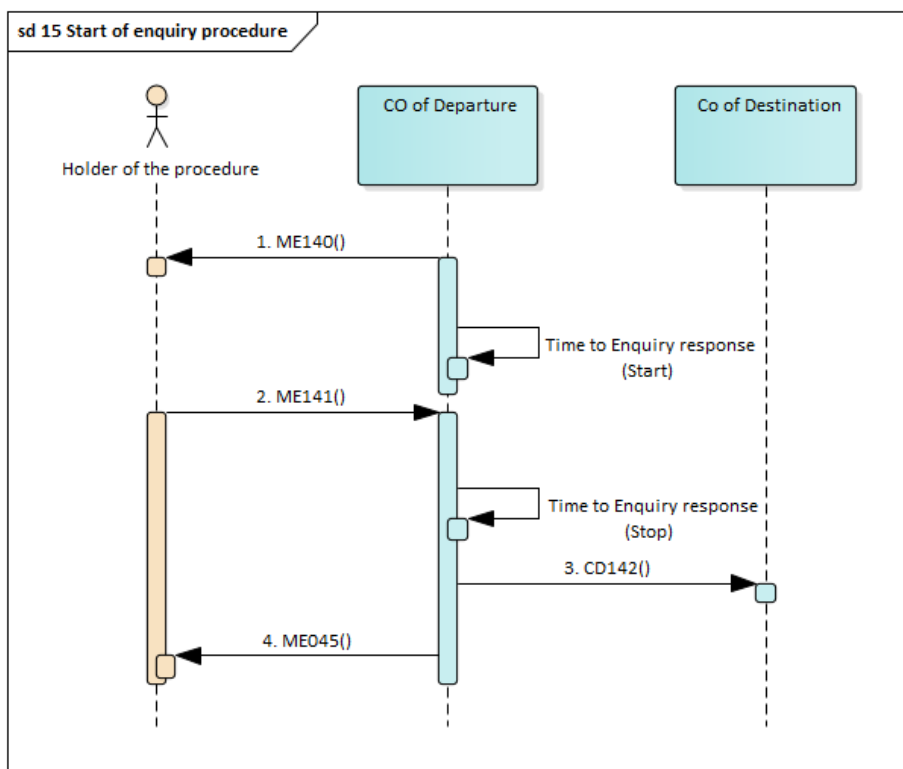 sd 15 Start of enquiry procedure
CO of Departure
Co of Destination
Holder of the procedure
1. ME140()
Time to Enquiry response
(Start)
2. ME141()
Time to Enquiry response
(Stop)
3. CD142()
4. ME045()